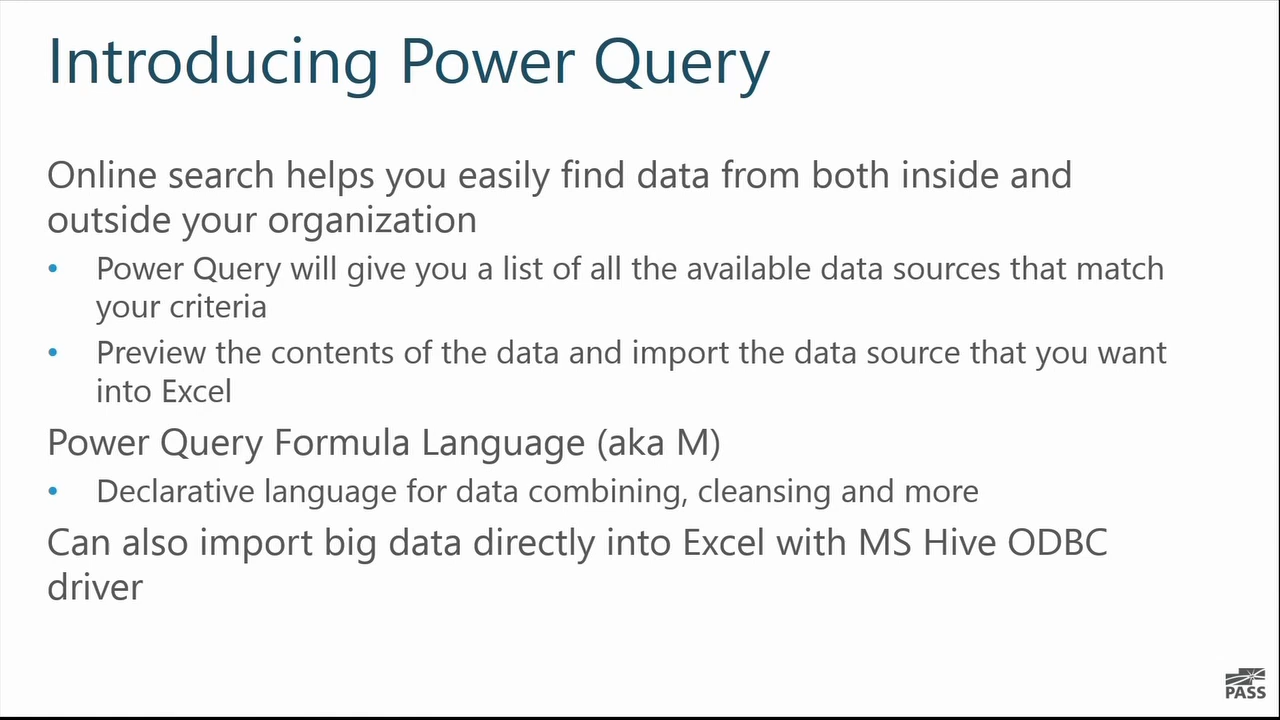 Introducing Power Query
Online search helps you easily find data from both inside and
outside your organization
• Power Query will give you a list of all the available data sources that match
your criteria
• Preview the contents of the data and import the data source that you want
into Excel
Power Query Formula Language (aka M)
• Declarative language for data combining, cleansing and more
Can also import big data directly into Excel with MS Hive ODBC
driver
PASS